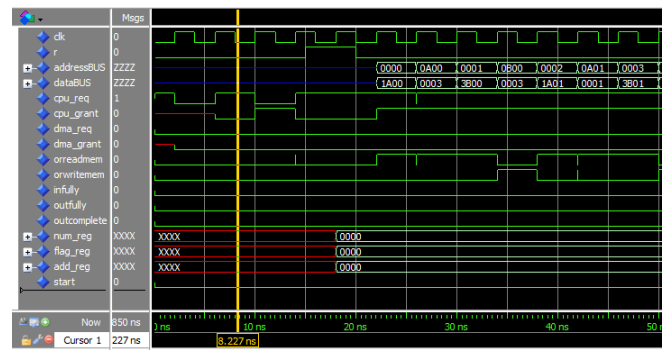 Msgs
clk 0
r 0
addressBUS ZZZZ 0000 0A00 0001 0B00 0002 0A01 0003
dataBUS ZZZZ 1A00 0003 3B00 0003 1A01 0001 3B01
cpu_req 1
cpu_grant 0
dma_req 0
dma_grant 0
orreadmem 0
orwritemem 0
infully 0
outfully 0
outcomplete 0
num_reg XXXX XXXX 0000
flag_reg XXXX XXXX 0000
add_reg XXXX XXXX 0000
start 0
Now 850 ns 10 ns 20 ns 30 ns 40 ns
Cursor 1 227 ns 8.227 ns